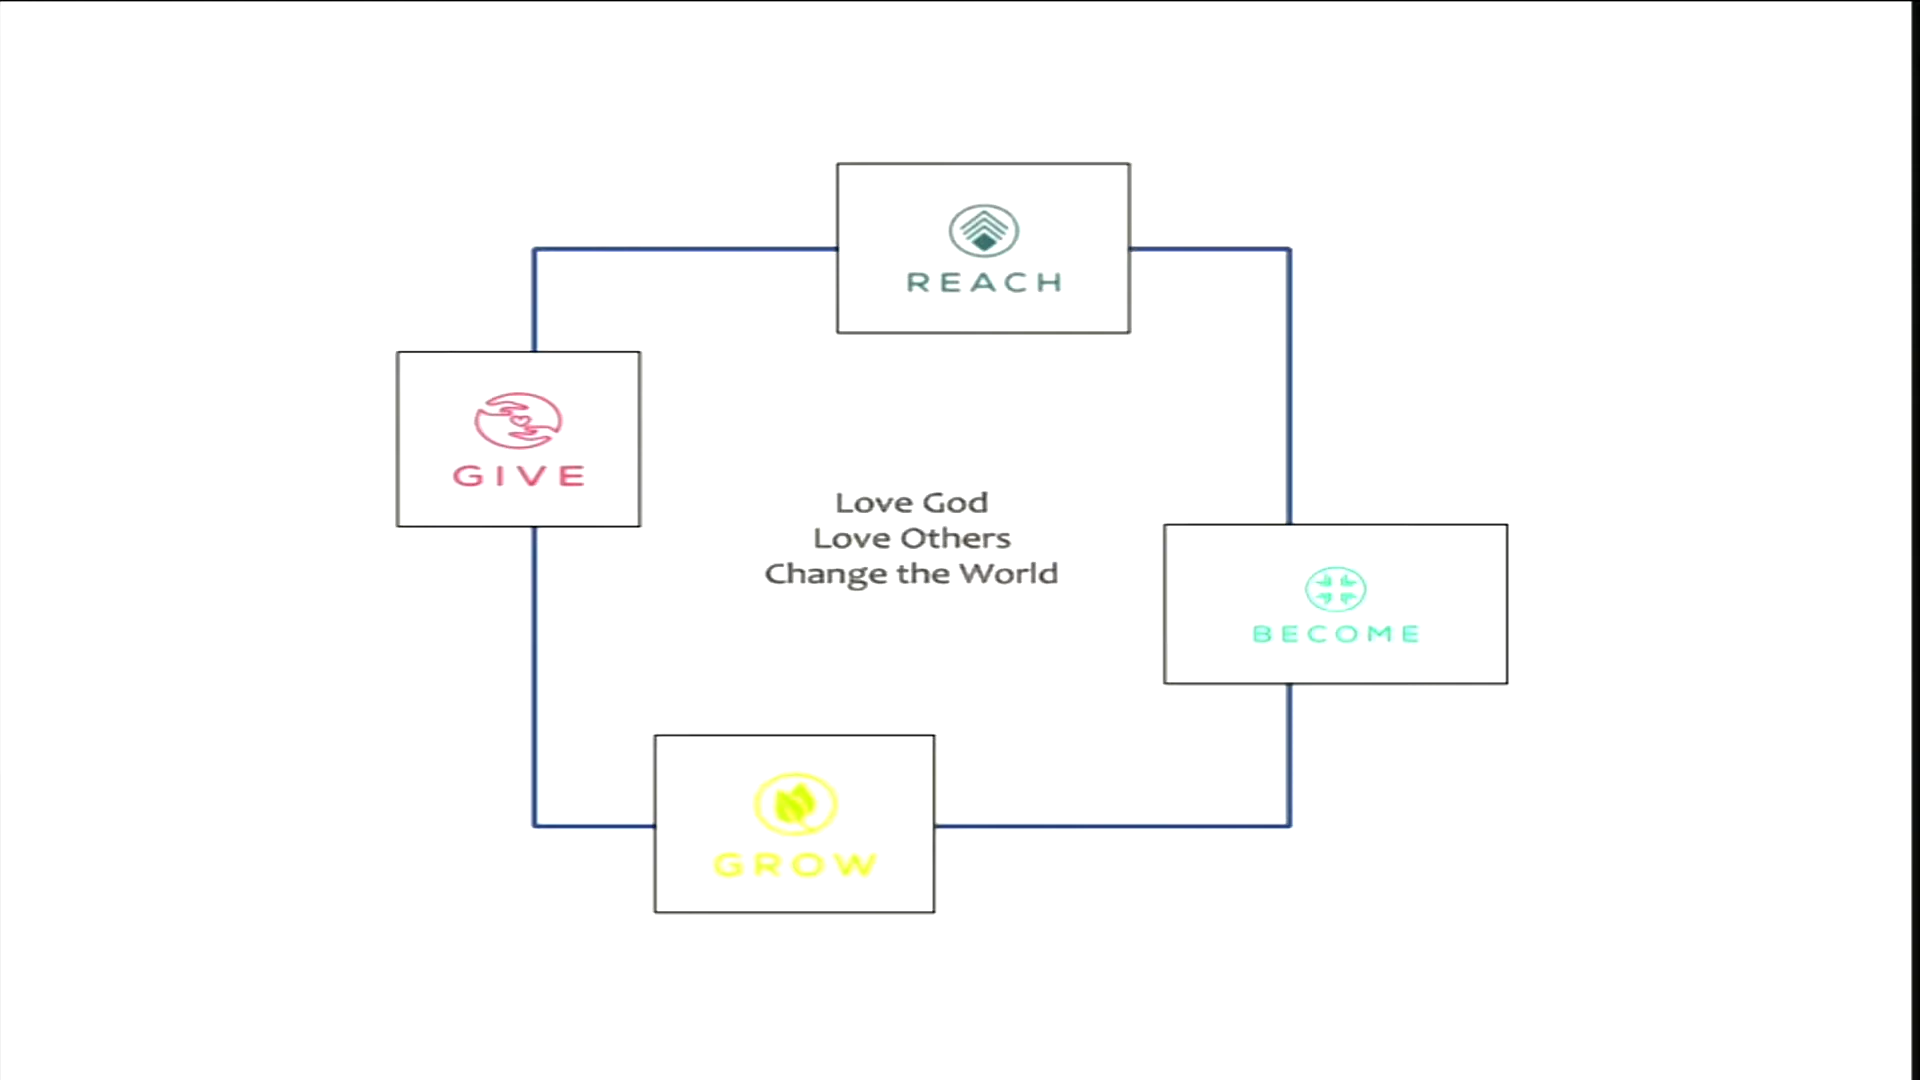 REACH
GIVE
Love God
Love Others
Change the World
BECOME
GROW